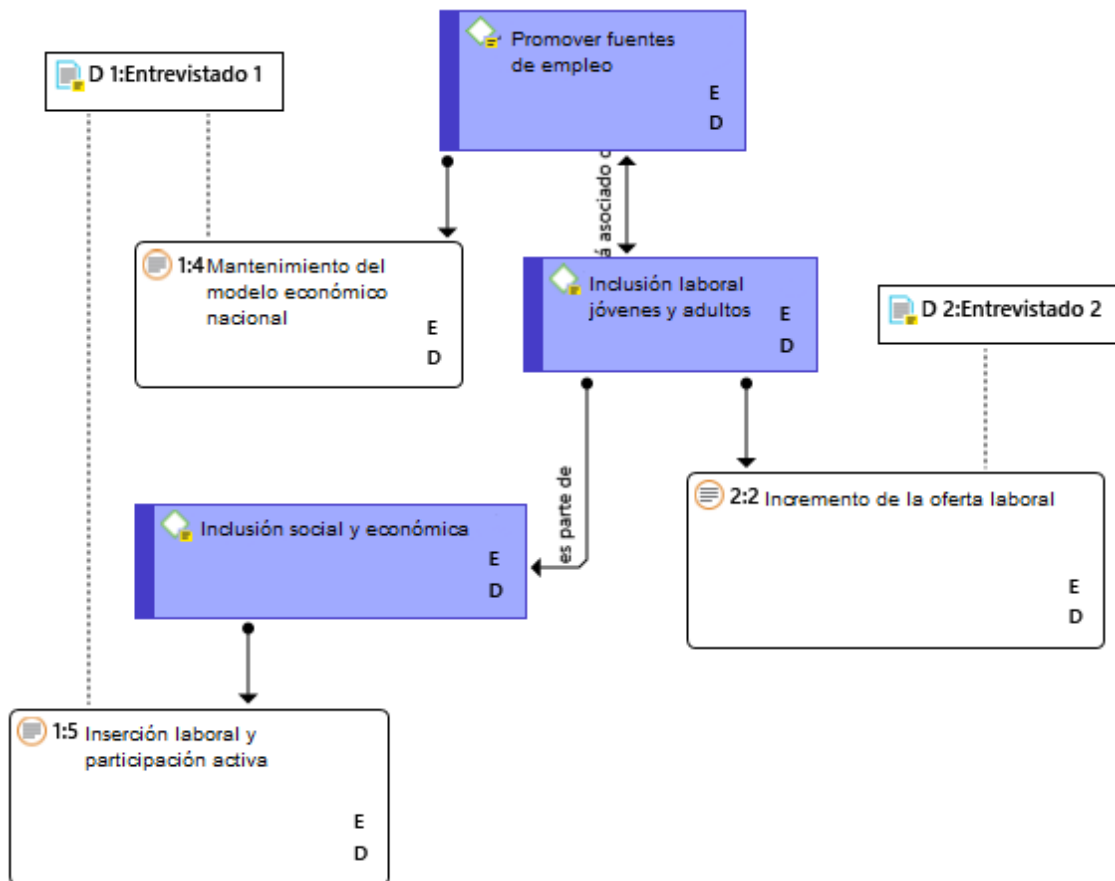 Promover fuentes
de empleo
E
D
D 1:Entrevistado 1
á asociado
1:4 Mantenimiento del
modelo económico
nacional
E
D
Inclusión laboral
jóvenes y adultos
E
D
D 2:Entrevistado 2
es parte de
2:2 Incremento de la oferta laboral
E
D
Inclusión social y económica
E
D
1:5 Inserción laboral y
participación activa
E
D